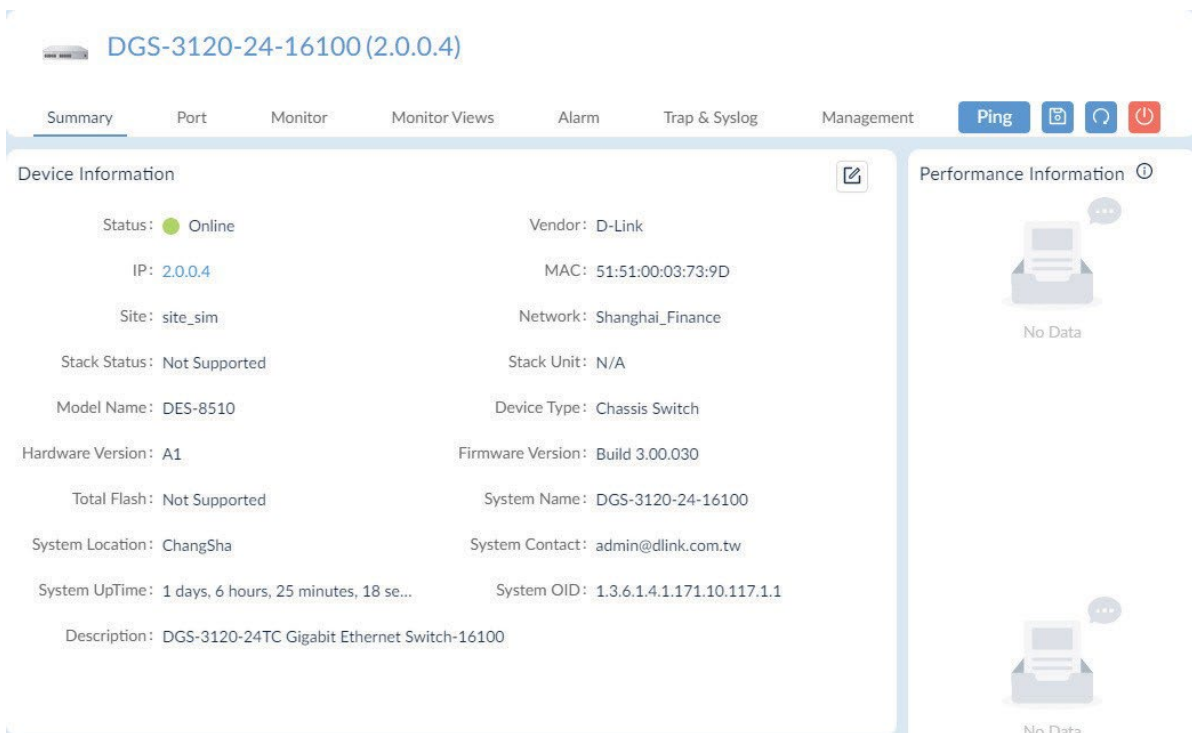 DGS-3120-24-16100 (2.0.0.4)
Summary Port Monitor Monitor Views Alarm Trap & Syslog Management Ping
Device Information
Status: Online Vendor: D-Link
IP: 2.0.0.4 MAC: 51:51:00:03:73:9D
Site: site_sim Network: Shanghai_Finance
Stack Status: Not Supported Stack Unit: N/A
Model Name: DES-8510 Device Type: Chassis Switch
Hardware Version: A1 Firmware Version: Build 3.00.030
Total Flash: Not Supported System Name: DGS-3120-24-16100
System Location: ChangSha System Contact: admin@dlink.com.tw
System UpTime: 1 days, 6 hours, 25 minutes, 18 se... System OID: 1.3.6.1.4.1.171.10.117.1.1
Description: DGS-3120-24TC Gigabit Ethernet Switch-16100
Performance Information
No Data
No Data